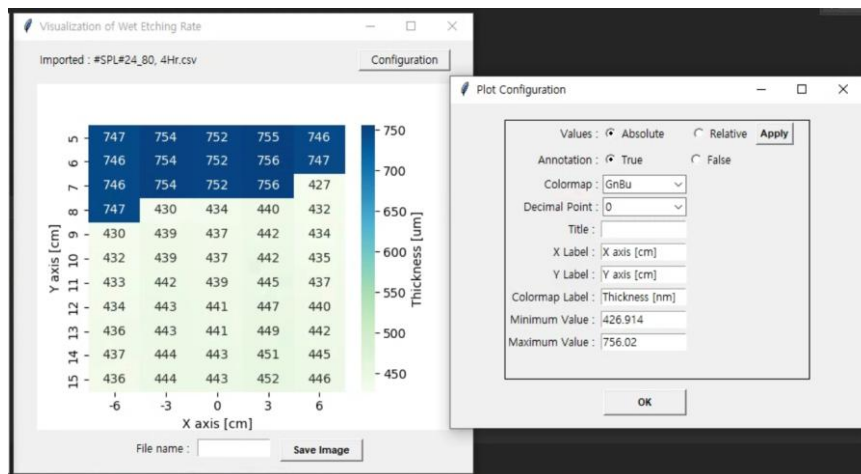 Visualization of Wet Etching Rate
Imported : #SPL#24_80, 4Hr.csv
Configuration
5 747 754 752 755 746
6 746 754 752 756 747
7 746 754 752 756 427
8 747 430 434 440 432
9 430 439 437 442 434
10 432 439 437 442 435
11 433 442 439 445 437
12 434 443 441 447 440
13 436 443 441 449 442
14 437 444 443 451 445
15 436 444 443 452 446
-6 -3 0 3 6
X axis [cm]
Y axis [cm]
750
700
650
600
550
500
450
Thickness [um]
File name :
Save Image
Plot Configuration
Values : Absolute Relative Apply
Annotation : True False
Colormap : GnBu
Decimal Point : 0
Title :
X Label : X axis [cm]
Y Label : Y axis [cm]
Colormap Label : Thickness [nm]
Minimum Value : 426.914
Maximum Value : 756.02
OK